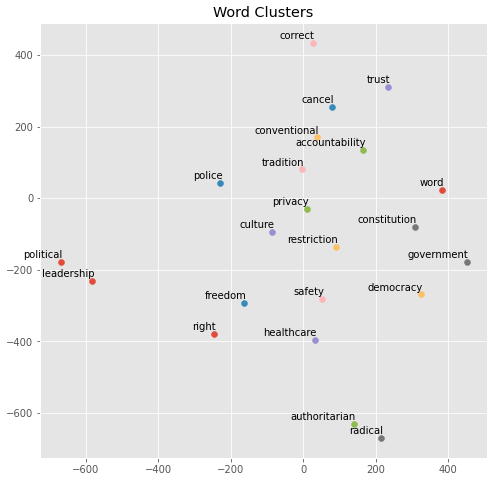 Word Clusters
correct
400
trust
cancel
200
conventional
accountability
tradition
police
word
0
privacy
constitution
culture
restriction
political
government
−200
leadership
democracy
safety
freedom
right
healthcare
−400
authoritarian
−600
radical
−600
−400
−200
0
200
400